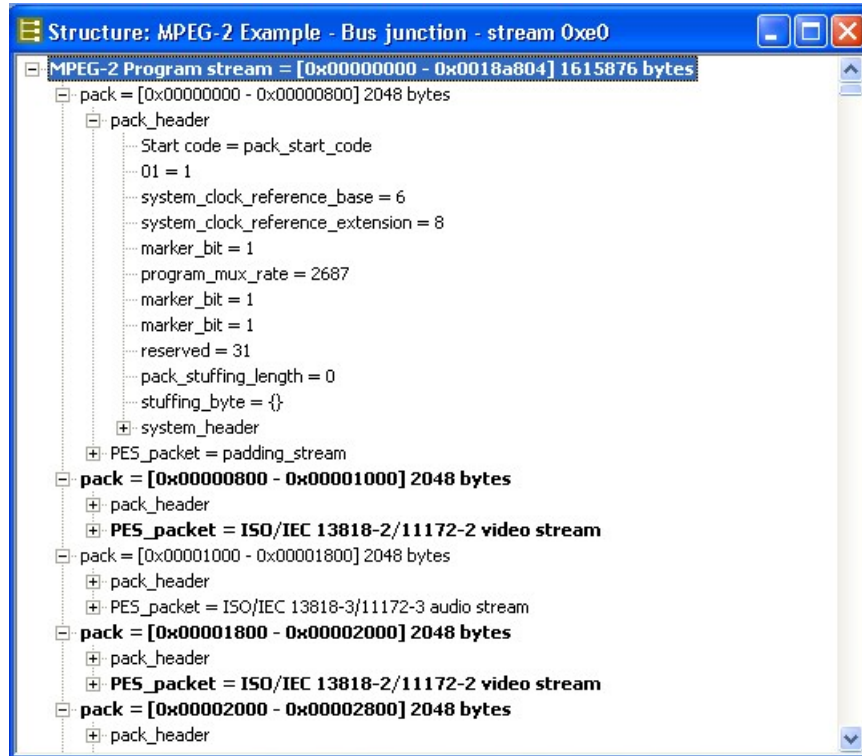 Structure: MPEG-2 Example - Bus junction - stream 0xe0
MPEG-2 Program stream = [0x00000000 - 0x0018a804] 1615876 bytes
pack = [0x00000000 - 0x00000800] 2048 bytes
pack_header
Start code = pack_start_code
01 = 1
system_clock_reference_base = 6
system_clock_reference_extension = 8
marker_bit = 1
program_mux_rate = 2687
marker_bit = 1
marker_bit = 1
reserved = 31
pack_stuffing_length = 0
stuffing_byte = {}
system_header
PES_packet = padding_stream
pack = [0x00000800 - 0x00001000] 2048 bytes
pack_header
PES_packet = ISO/IEC 13818-2/11172-2 video stream
pack = [0x00001000 - 0x00001800] 2048 bytes
pack_header
PES_packet = ISO/IEC 13818-3/11172-3 audio stream
pack = [0x00001800 - 0x00002000] 2048 bytes
pack_header
PES_packet = ISO/IEC 13818-2/11172-2 video stream
pack = [0x00002000 - 0x00002800] 2048 bytes
pack_header